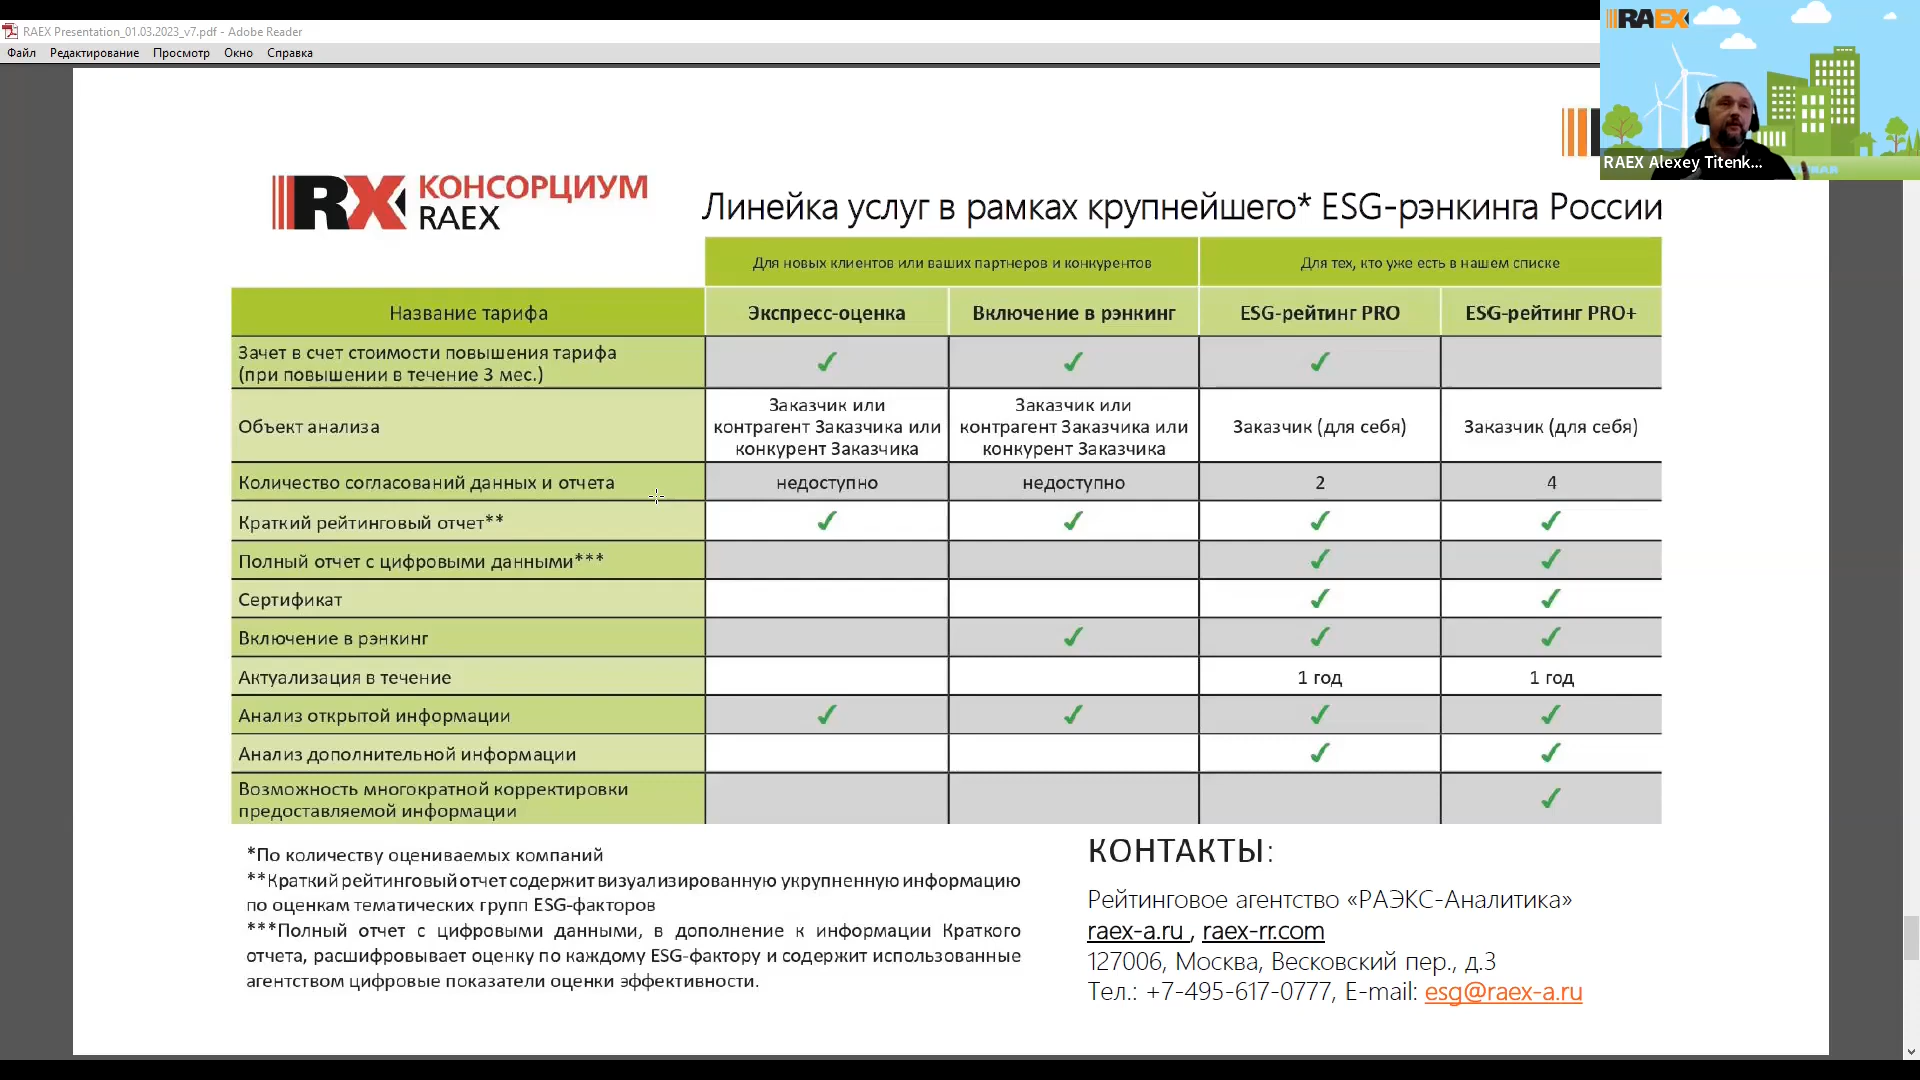 RAEX Presentation_01.03.2023_v7.pdf - Adobe Reader
Файл Редактирование Просмотр Окно Справка
RAEX
RAEX Alexey Titenk...
RX КОНСОРЦИУМ
RAEX
Линейка услуг в рамках крупнейшего* ESG-рэнкинга России
Для новых клиентов или ваших партнеров и конкурентов Для тех, кто уже есть в нашем списке
Название тарифа Экспресс-оценка Включение в рэнкинг ESG-рейтинг PRO ESG-рейтинг PRO+
Зачет в счет стоимости повышения тарифа
(при повышении в течение 3 мес.) ✓ ✓ ✓
Объект анализа
Заказчик или
контрагент Заказчика или
конкурент Заказчика
Заказчик или
контрагент Заказчика или
конкурент Заказчика
Заказчик (для себя) Заказчик (для себя)
Количество согласований данных и отчета недоступно недоступно 2 4
Краткий рейтинговый отчет** ✓ ✓ ✓ ✓
Полный отчет с цифровыми данными*** ✓ ✓
Сертификат ✓ ✓
Включение в рэнкинг ✓ ✓ ✓
Актуализация в течение 1 год 1 год
Анализ открытой информации ✓ ✓ ✓ ✓
Анализ дополнительной информации ✓ ✓
Возможность многократной корректировки
предоставляемой информации ✓
*По количеству оцениваемых компаний
**Краткий рейтинговый отчет содержит визуализированную укрупненную информацию
по оценкам тематических групп ESG-факторов
***Полный отчет с цифровыми данными, в дополнение к информации Краткого
отчета, расшифровывает оценку по каждому ESG-фактору и содержит использованные
агентством цифровые показатели оценки эффективности.
КОНТАКТЫ:
Рейтинговое агентство «РАЭКС-Аналитика»
raex-a.ru , raex-rr.com
127006, Москва, Весковский пер., д.3
Тел.: +7-495-617-0777, E-mail: esg@raex-a.ru